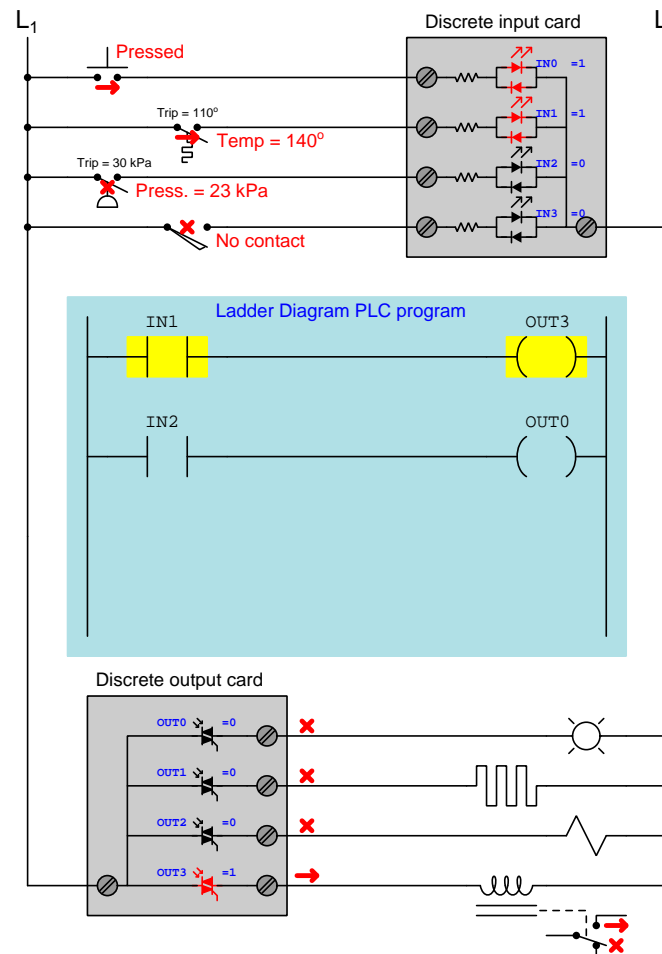 L1
Discrete input card
L
Pressed
IN0 =1
Trip = 110°
Temp = 140°
IN1 =1
Trip = 30 kPa
Press. = 23 kPa
IN2 =0
No contact
IN3 =0
Ladder Diagram PLC program
IN1 OUT3
IN2 OUT0
Discrete output card
OUT0 =0
OUT1 =0
OUT2 =0
OUT3 =1